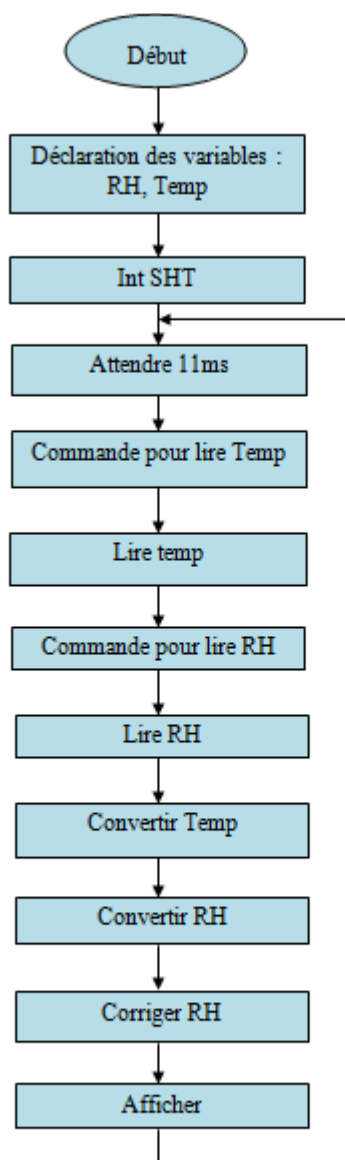 Début
Déclaration des variables :
RH, Temp
Int SHT
Attendre 11ms
Commande pour lire Temp
Lire temp
Commande pour lire RH
Lire RH
Convertir Temp
Convertir RH
Corriger RH
Afficher